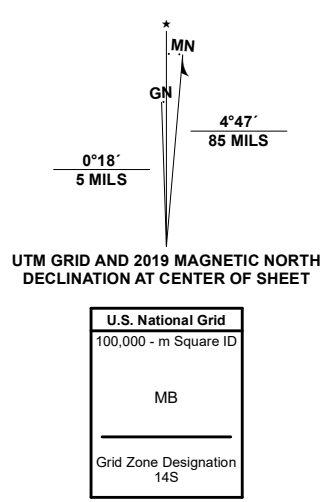 ★
MN
GN
4°47´
85 MILS
0°18´
5 MILS
UTM GRID AND 2019 MAGNETIC NORTH
DECLINATION AT CENTER OF SHEET
U.S. National Grid
100,000 - m Square ID
MB
Grid Zone Designation
14S